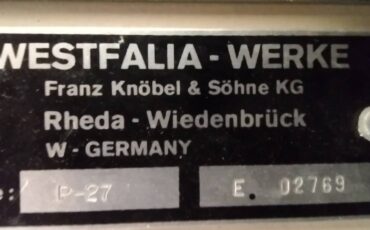 WESTFALIA - WERKE
Franz Knöbel & Söhne KG
Rheda - Wiedenbrück
W - GERMANY
e: P-27 E. 02769